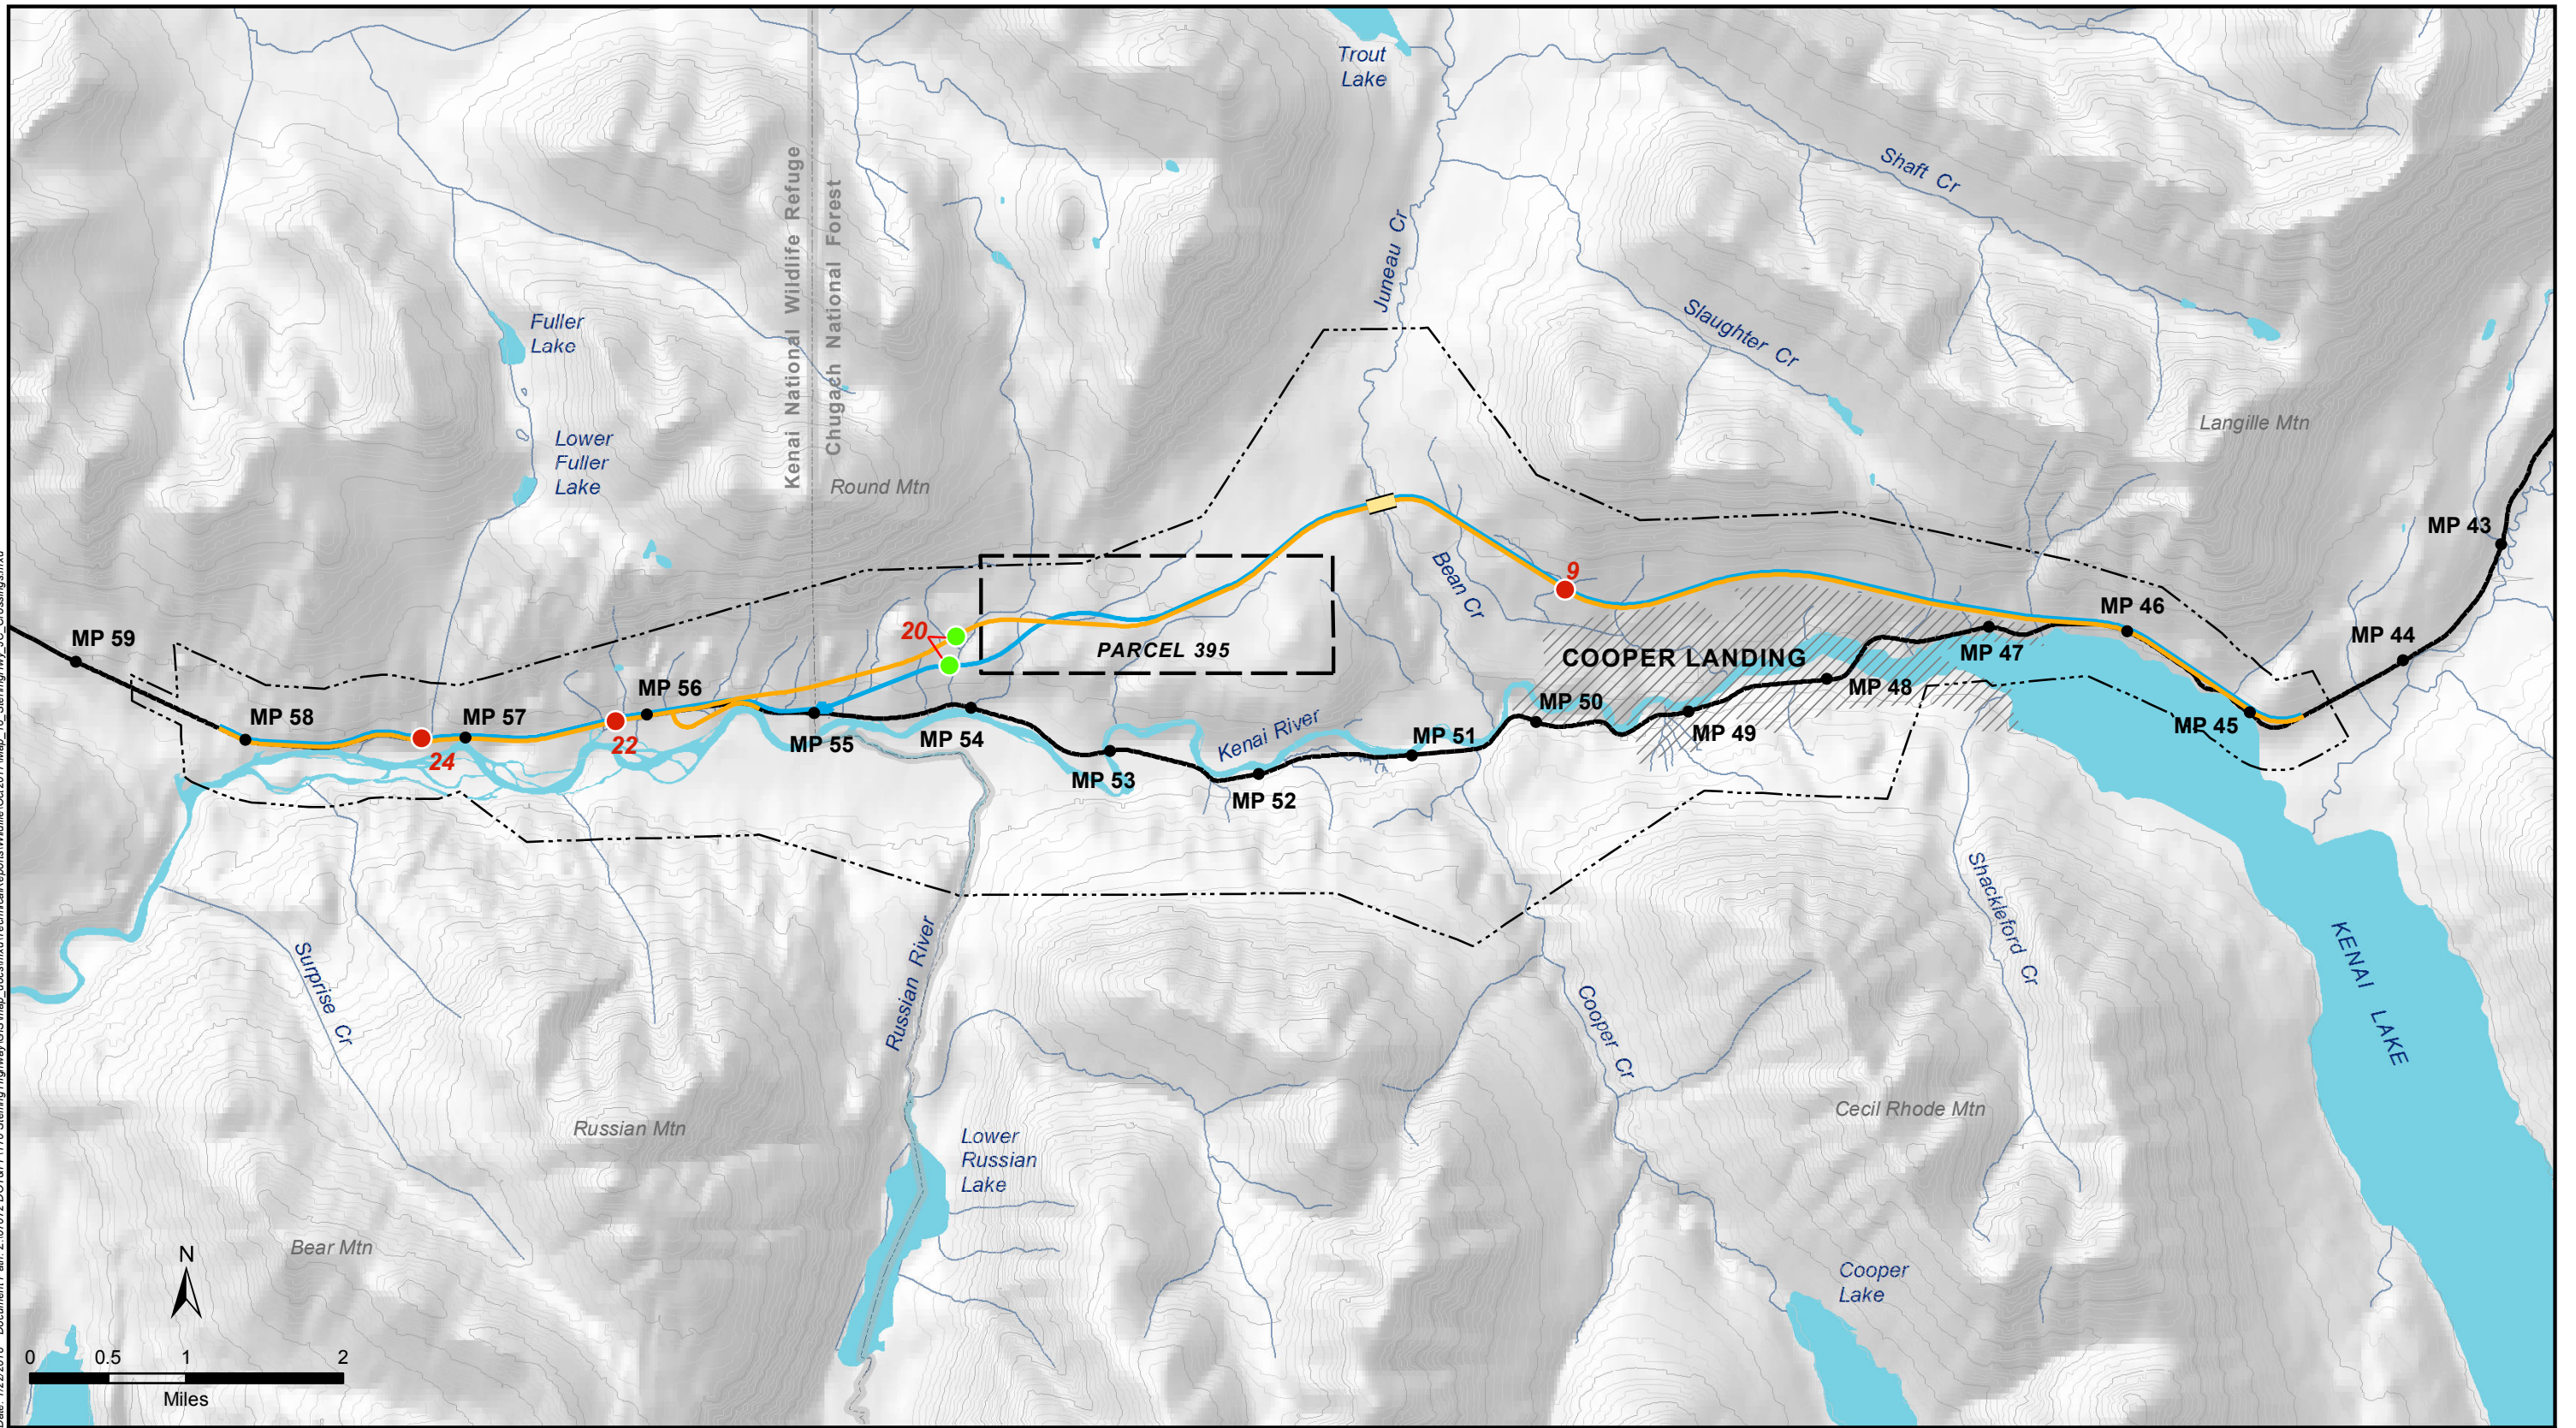 Trout
Lake
Shaft Cr
Kenai National Wildlife Refuge
Chugach National Forest
Juneau Cr
Slaughter Cr
Fuller
Lake
Langille Mtn
Lower
Fuller
Lake
Round Mtn
MP 43
Bean Cr
9
MP 46
20
MP 59
MP 44
PARCEL 395
COOPER LANDING
MP 47
MP 56
MP 48
MP 58
MP 57
MP 50
MP 45
22
MP 55
MP 54
Kenai River
MP 51
MP 49
24
MP 53
MP 52
Shackleford Cr
Surprise Cr
Russian River
KENAI LAKE
Cooper Cr
Cecil Rhode Mtn
Russian Mtn
Lower
Russian
Lake
Bear Mtn
N
Cooper
Lake
0 0.5 1 2
Miles